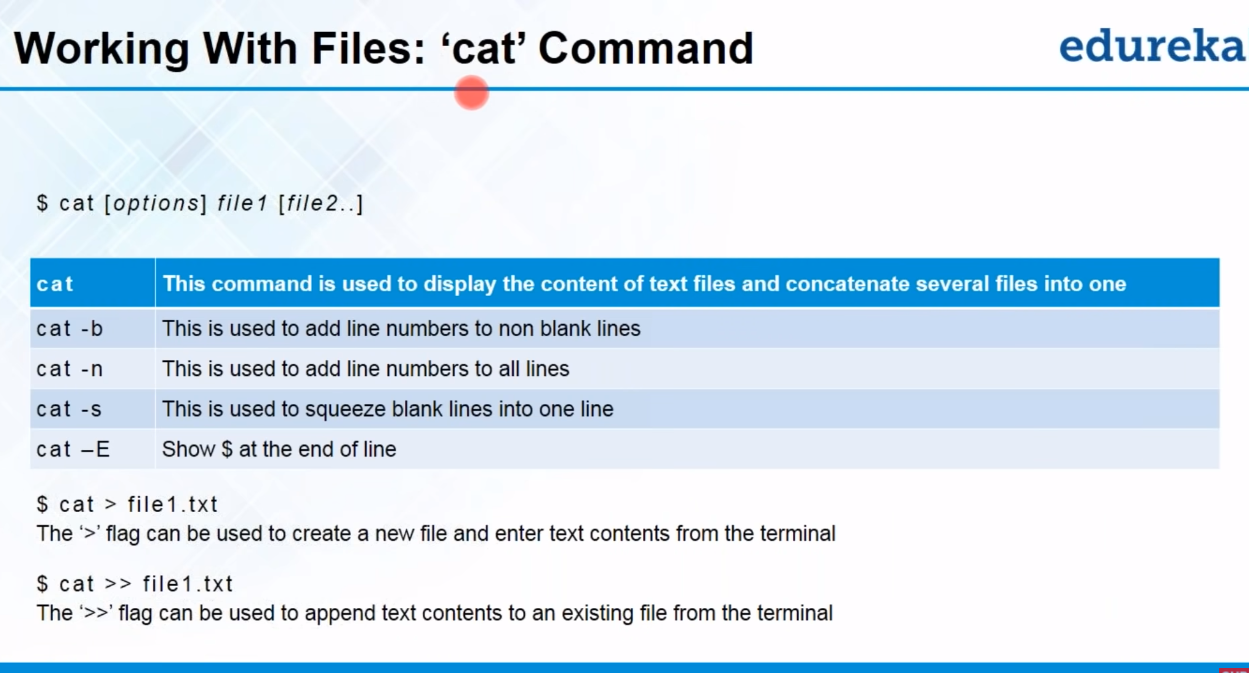 Working With Files: ‘cat’ Command
edureka
$ cat [options] file1 [file2..]
cat This command is used to display the content of text files and concatenate several files into one
cat -b This is used to add line numbers to non blank lines
cat -n This is used to add line numbers to all lines
cat -s This is used to squeeze blank lines into one line
cat –E Show $ at the end of line
$ cat > file1.txt
The ‘>’ flag can be used to create a new file and enter text contents from the terminal
$ cat >> file1.txt
The ‘>>’ flag can be used to append text contents to an existing file from the terminal